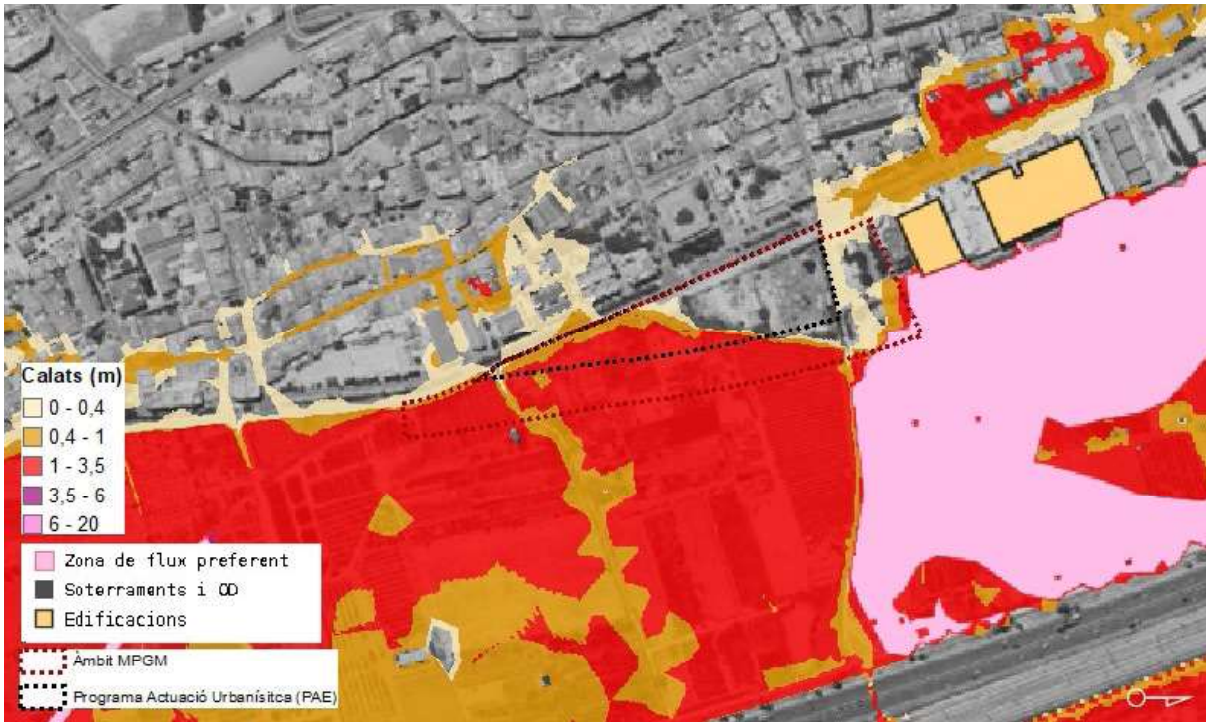 Calats (m)
0 - 0,4
0,4 - 1
1 - 3,5
3,5 - 6
6 - 20
Zona de flux preferent
Soterraments i OD
Edificacions
Àmbit MPGM
Programa Actuació Urbanísitca (PAE)